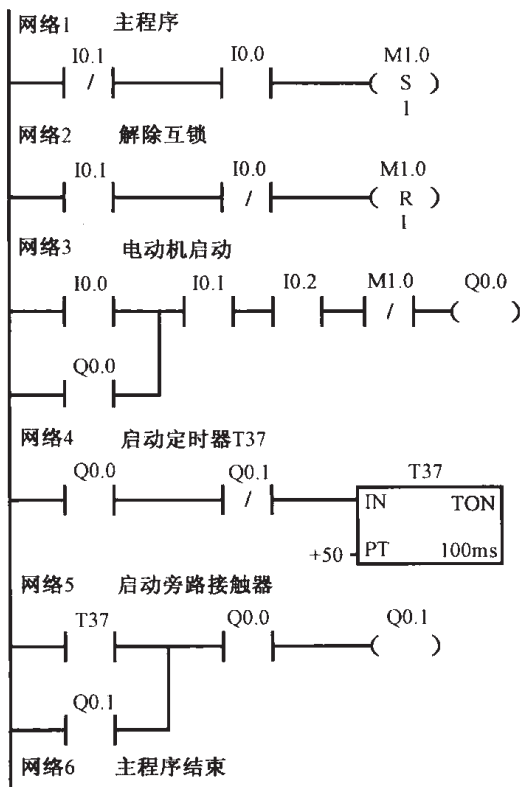 网络1 主程序
I0.1 I0.0 M1.0
/ ( S )
1
网络2 解除互锁
I0.1 I0.0 M1.0
/ ( R )
1
网络3 电动机启动
I0.0 I0.1 I0.2 M1.0 Q0.0
/ ( )
Q0.0
网络4 启动定时器T37
Q0.0 Q0.1 T37
/ IN TON
+50 PT 100ms
网络5 启动旁路接触器
T37 Q0.0 Q0.1
( )
Q0.1
网络6 主程序结束